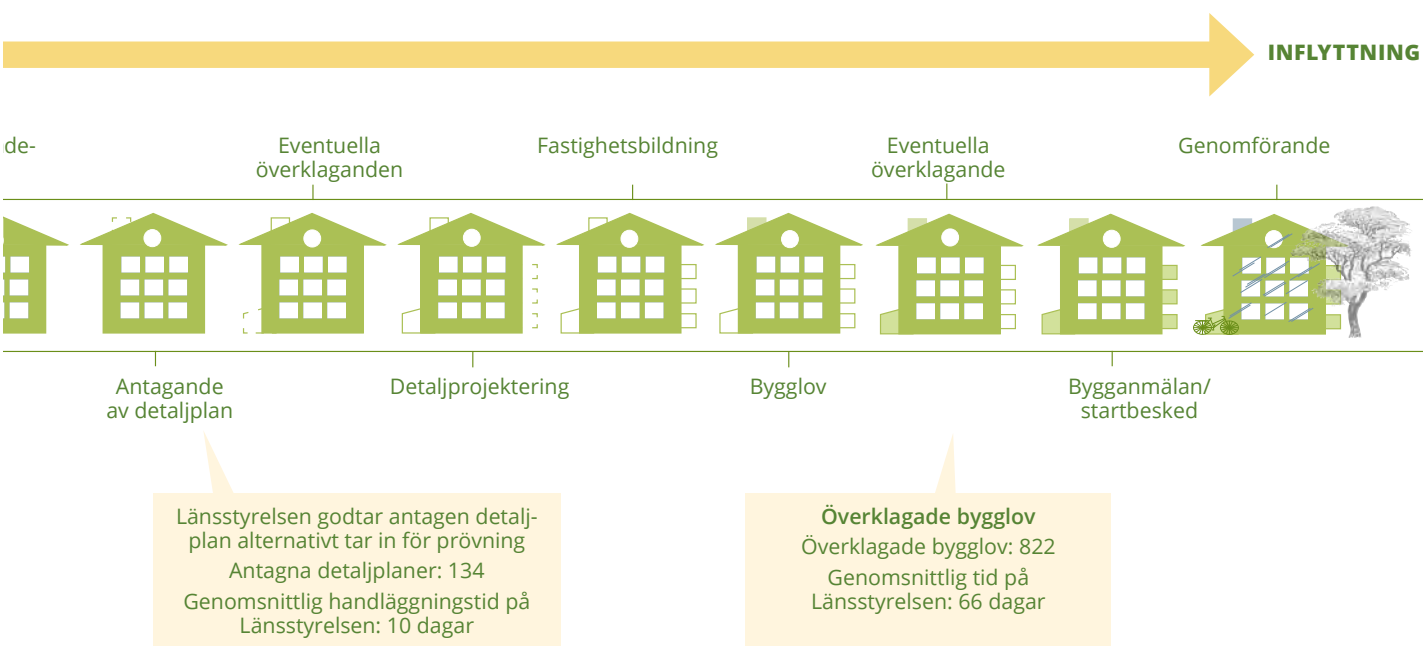 INFLYTTNING
de-
Eventuella
överklaganden
Fastighetsbildning
Eventuella
överklagande
Genomförande
Antagande
av detaljplan
Detaljprojektering
Bygglov
Bygganmälan/
startbesked
Länsstyrelsen godtar antagen detalj-
plan alternativt tar in för prövning
Antagna detaljplaner: 134
Genomsnittlig handläggningstid på
Länsstyrelsen: 10 dagar
Överklagade bygglov
Överklagade bygglov: 822
Genomsnittlig tid på
Länsstyrelsen: 66 dagar